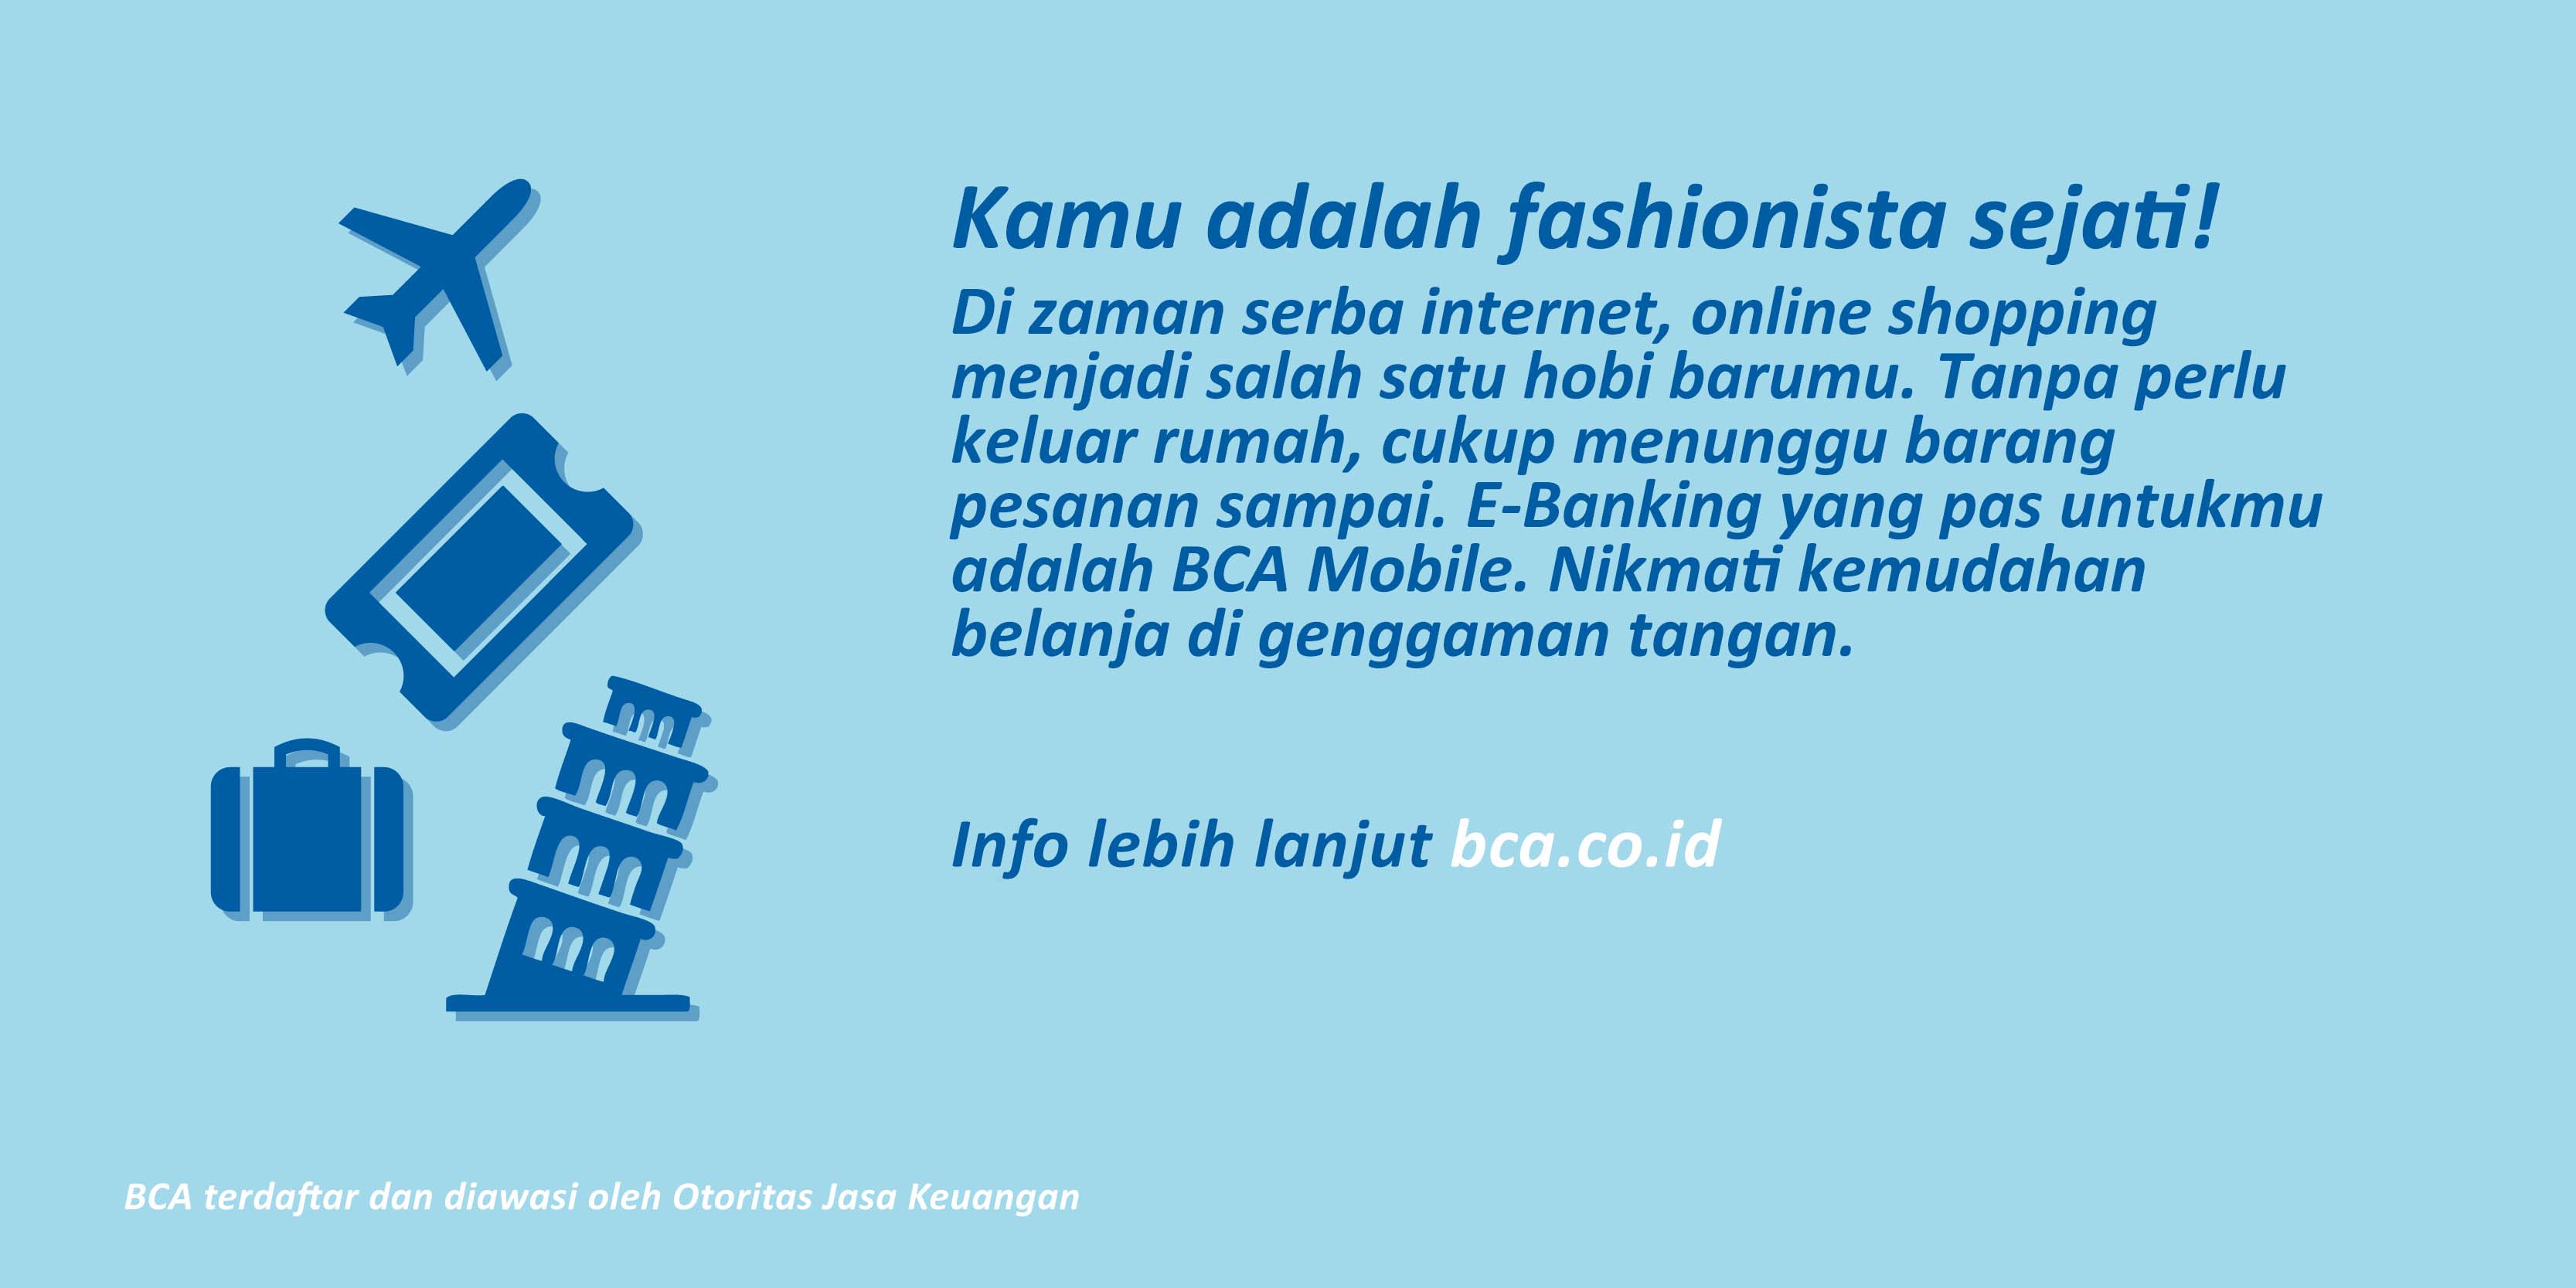 Kamu adalah fashionista sejati!
Di zaman serba internet, online shopping
menjadi salah satu hobi barumu. Tanpa perlu
keluar rumah, cukup menunggu barang
pesanan sampai. E-Banking yang pas untukmu
adalah BCA Mobile. Nikmati kemudahan
belanja di genggaman tangan.
Info lebih lanjut bca.co.id
BCA terdaftar dan diawasi oleh Otoritas Jasa Keuangan